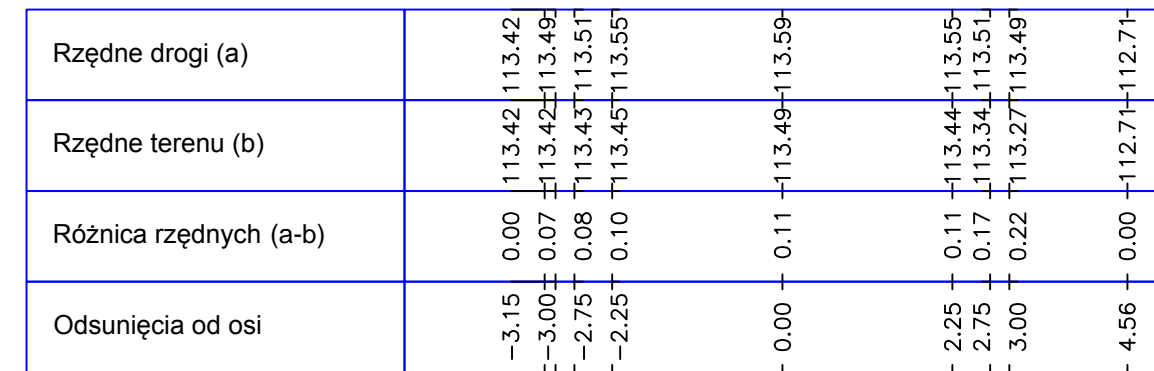 Rzędne drogi (a) 113.42 113.49 113.51 113.55 113.59 113.55 113.51 113.49 112.71
Rzędne terenu (b) 113.42 113.42 113.43 113.45 113.49 113.44 113.34 113.27 112.71
Różnica rzędnych (a-b) 0.00 0.07 0.08 0.10 0.11 0.11 0.17 0.22 0.00
Odsunięcia od osi -3.15 -3.00 -2.75 -2.25 0.00 2.25 2.75 3.00 4.56